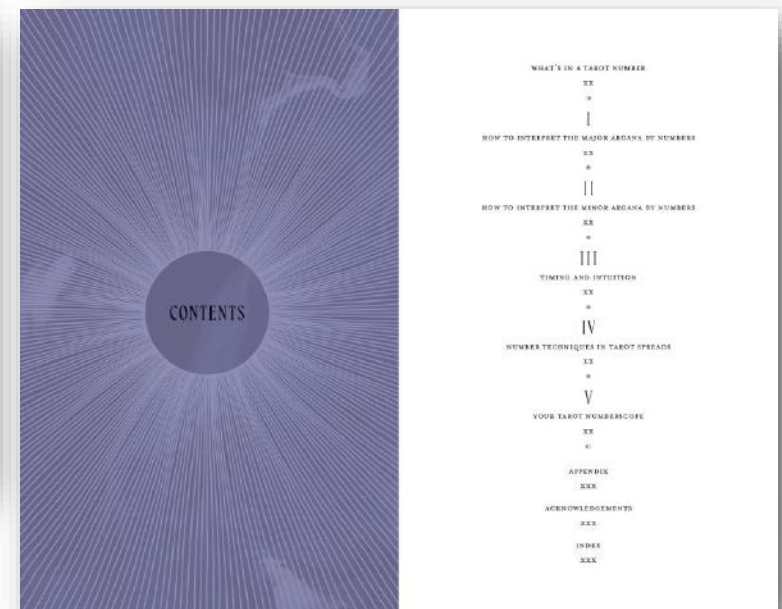 CONTENTS
WHAT'S IN A TAROT NUMBER
XX
I
HOW TO INTERPRET THE MAJOR ARCANA BY NUMBERS
XX
II
HOW TO INTERPRET THE MINOR ARCANA BY NUMBERS
XX
III
TIMING AND INTUITION
XX
IV
NUMBER TECHNIQUES IN TAROT SPREADS
XX
V
YOUR TAROT NUMBERSCOPE
XX
APPENDIX
XXX
ACKNOWLEDGEMENTS
XXX
INDEX
XXX